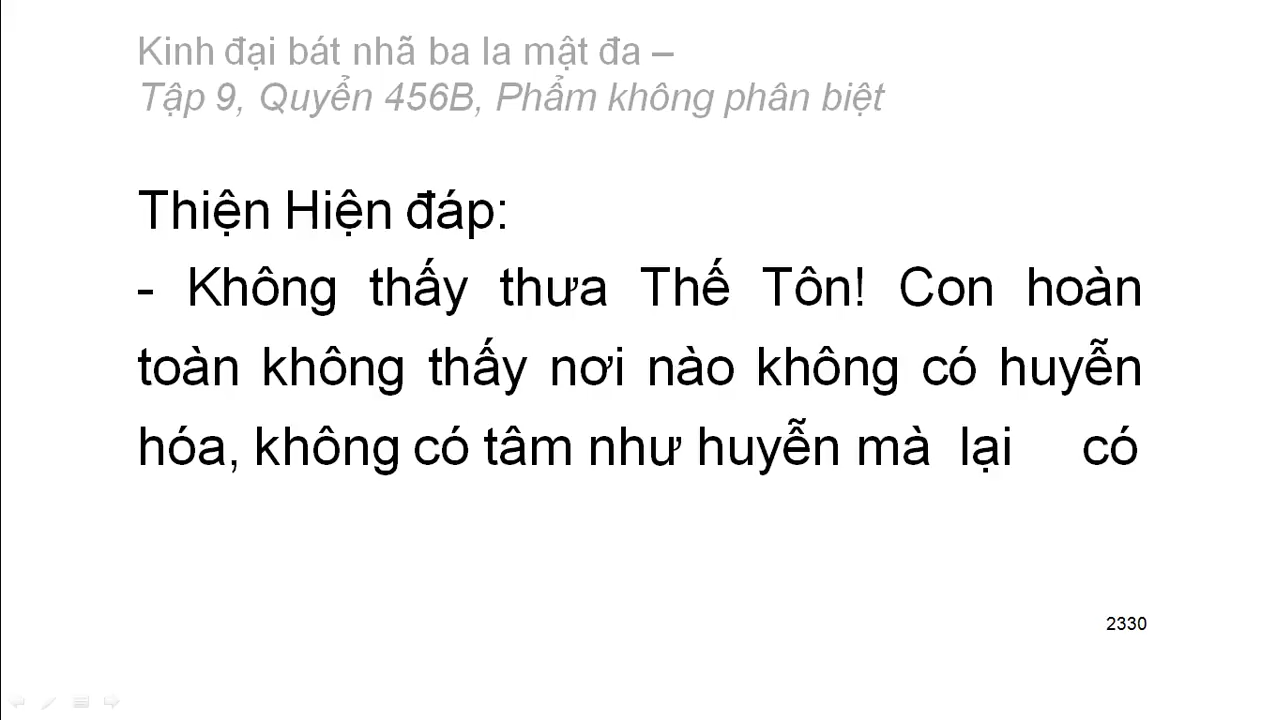 Kinh đại bát nhã ba la mật đa –
Tập 9, Quyển 456B, Phẩm không phân biệt
Thiện Hiện đáp:
- Không thấy thưa Thế Tôn! Con hoàn
toàn không thấy nơi nào không có huyễn
hóa, không có tâm như huyễn mà lại có
2330